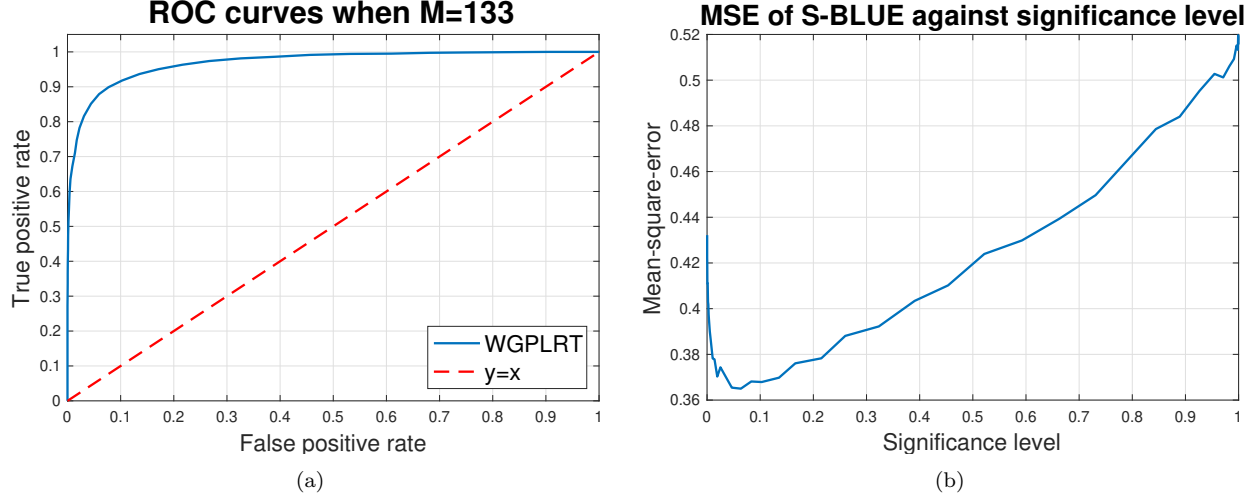 ROC curves when M=133
1
0.9
0.8
0.7
0.6
0.5
0.4
0.3
0.2
0.1
0
True positive rate
WGPLRT
y=x
0 0.1 0.2 0.3 0.4 0.5 0.6 0.7 0.8 0.9 1
False positive rate
(a)
MSE of S-BLUE against significance level
0.52
0.5
0.48
0.46
0.44
0.42
0.4
0.38
0.36
Mean-square-error
0 0.1 0.2 0.3 0.4 0.5 0.6 0.7 0.8 0.9 1
Significance level
(b)